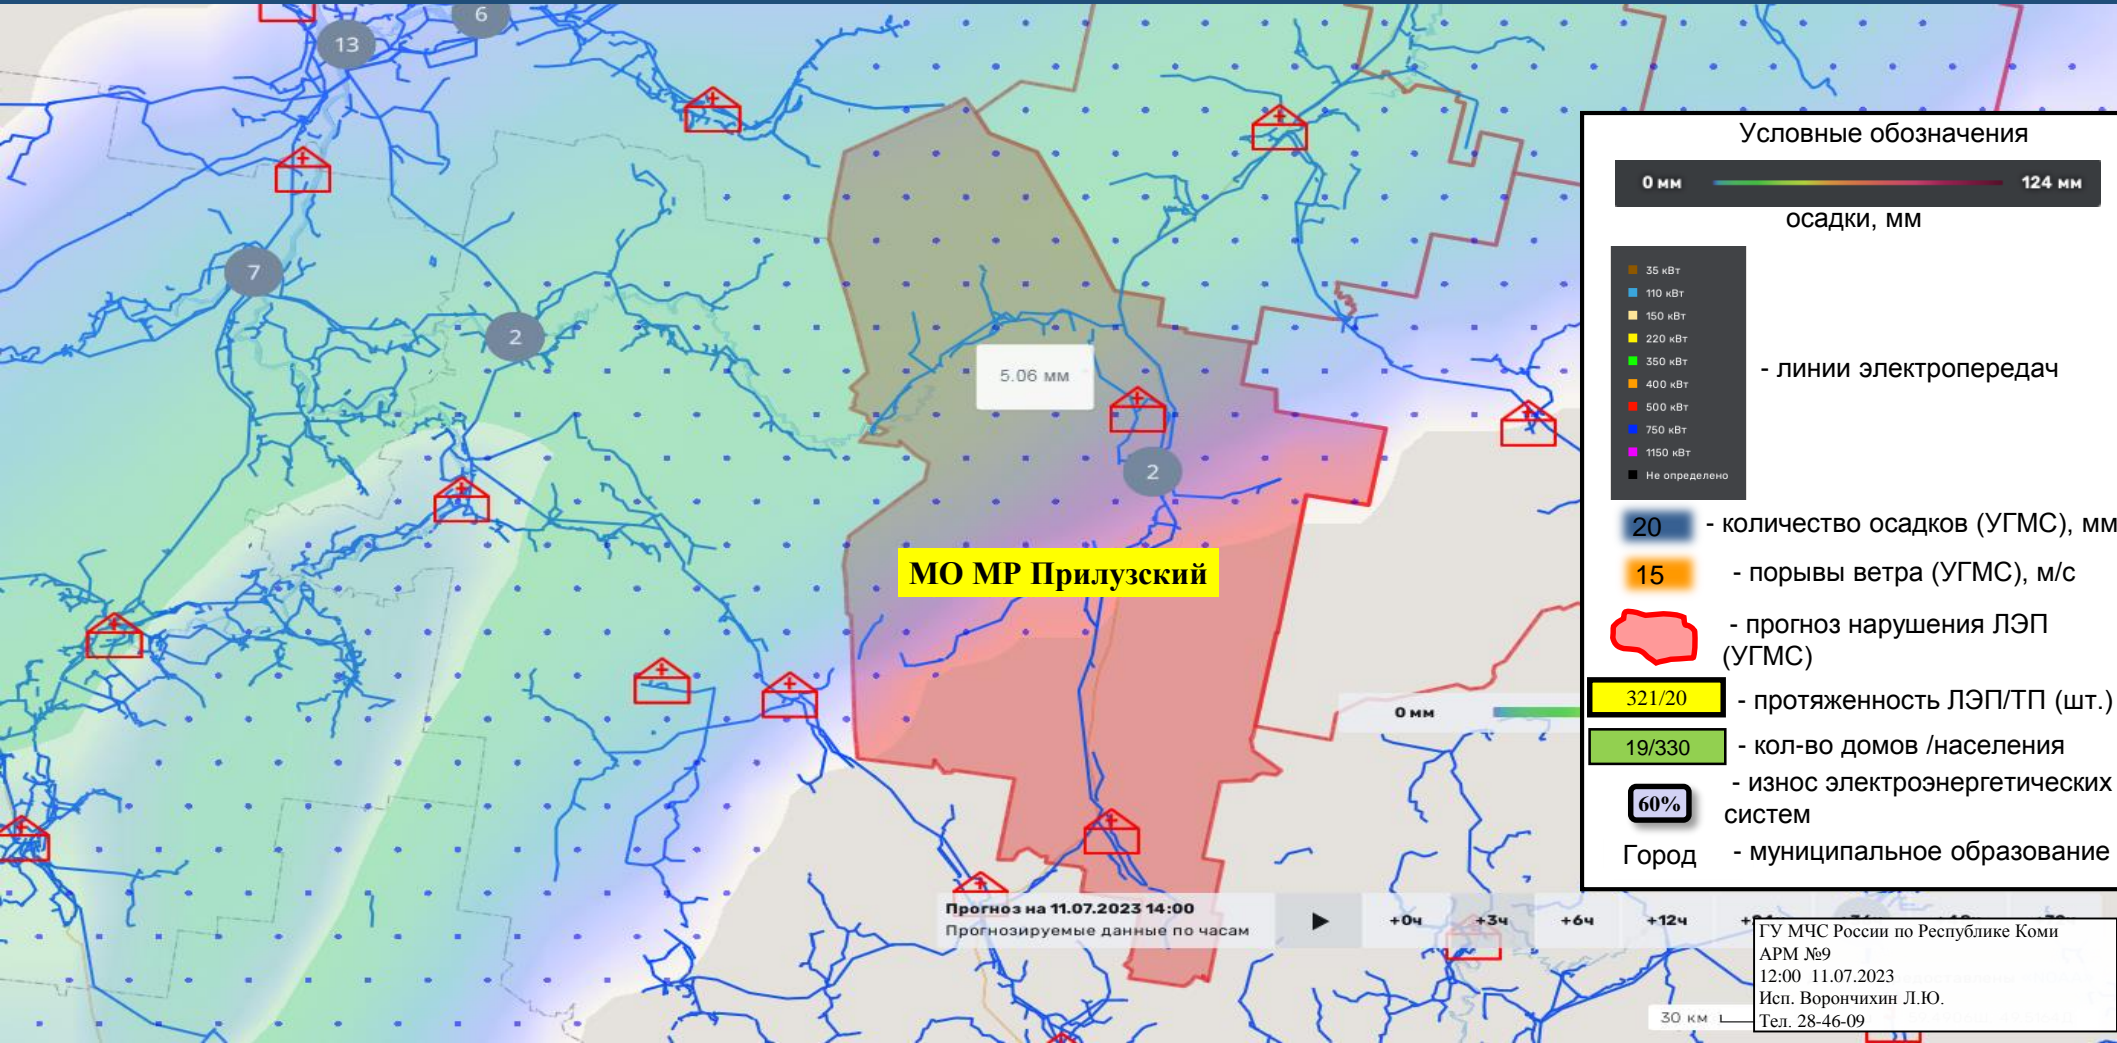 6
13
7
2
5.06 мм
2
МО МР Прилузский
0 мм
Прогноз на 11.07.2023 14:00
Прогнозируемые данные по часам
+0ч +3ч +6ч +12ч
30 км
Условные обозначения
0 мм 124 мм
осадки, мм
35 кВт
110 кВт
150 кВт
220 кВт
350 кВт
400 кВт
500 кВт
750 кВт
1150 кВт
Не определено
- линии электропередач
20 - количество осадков (УГМС), мм
15 - порывы ветра (УГМС), м/с
- прогноз нарушения ЛЭП
(УГМС)
321/20 - протяженность ЛЭП/ТП (шт.)
19/330 - кол-во домов /населения
- износ электроэнергетических
60%
систем
Город - муниципальное образование
ГУ МЧС России по Республике Коми
АРМ №9
12:00 11.07.2023
Исп. Ворончихин Л.Ю.
Тел. 28-46-09